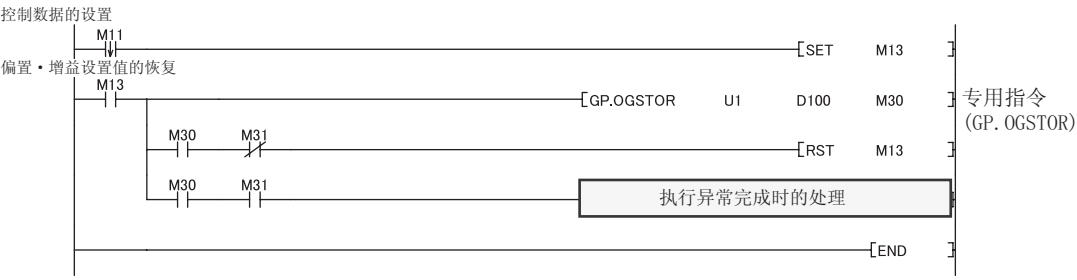 控制数据的设置
M11
SET M13
偏置・增益设置值的恢复
M13
GP.OGSTOR U1 D100 M30
专用指令
(GP.OGSTOR)
M30 M31
RST M13
M30 M31
执行异常完成时的处理
END